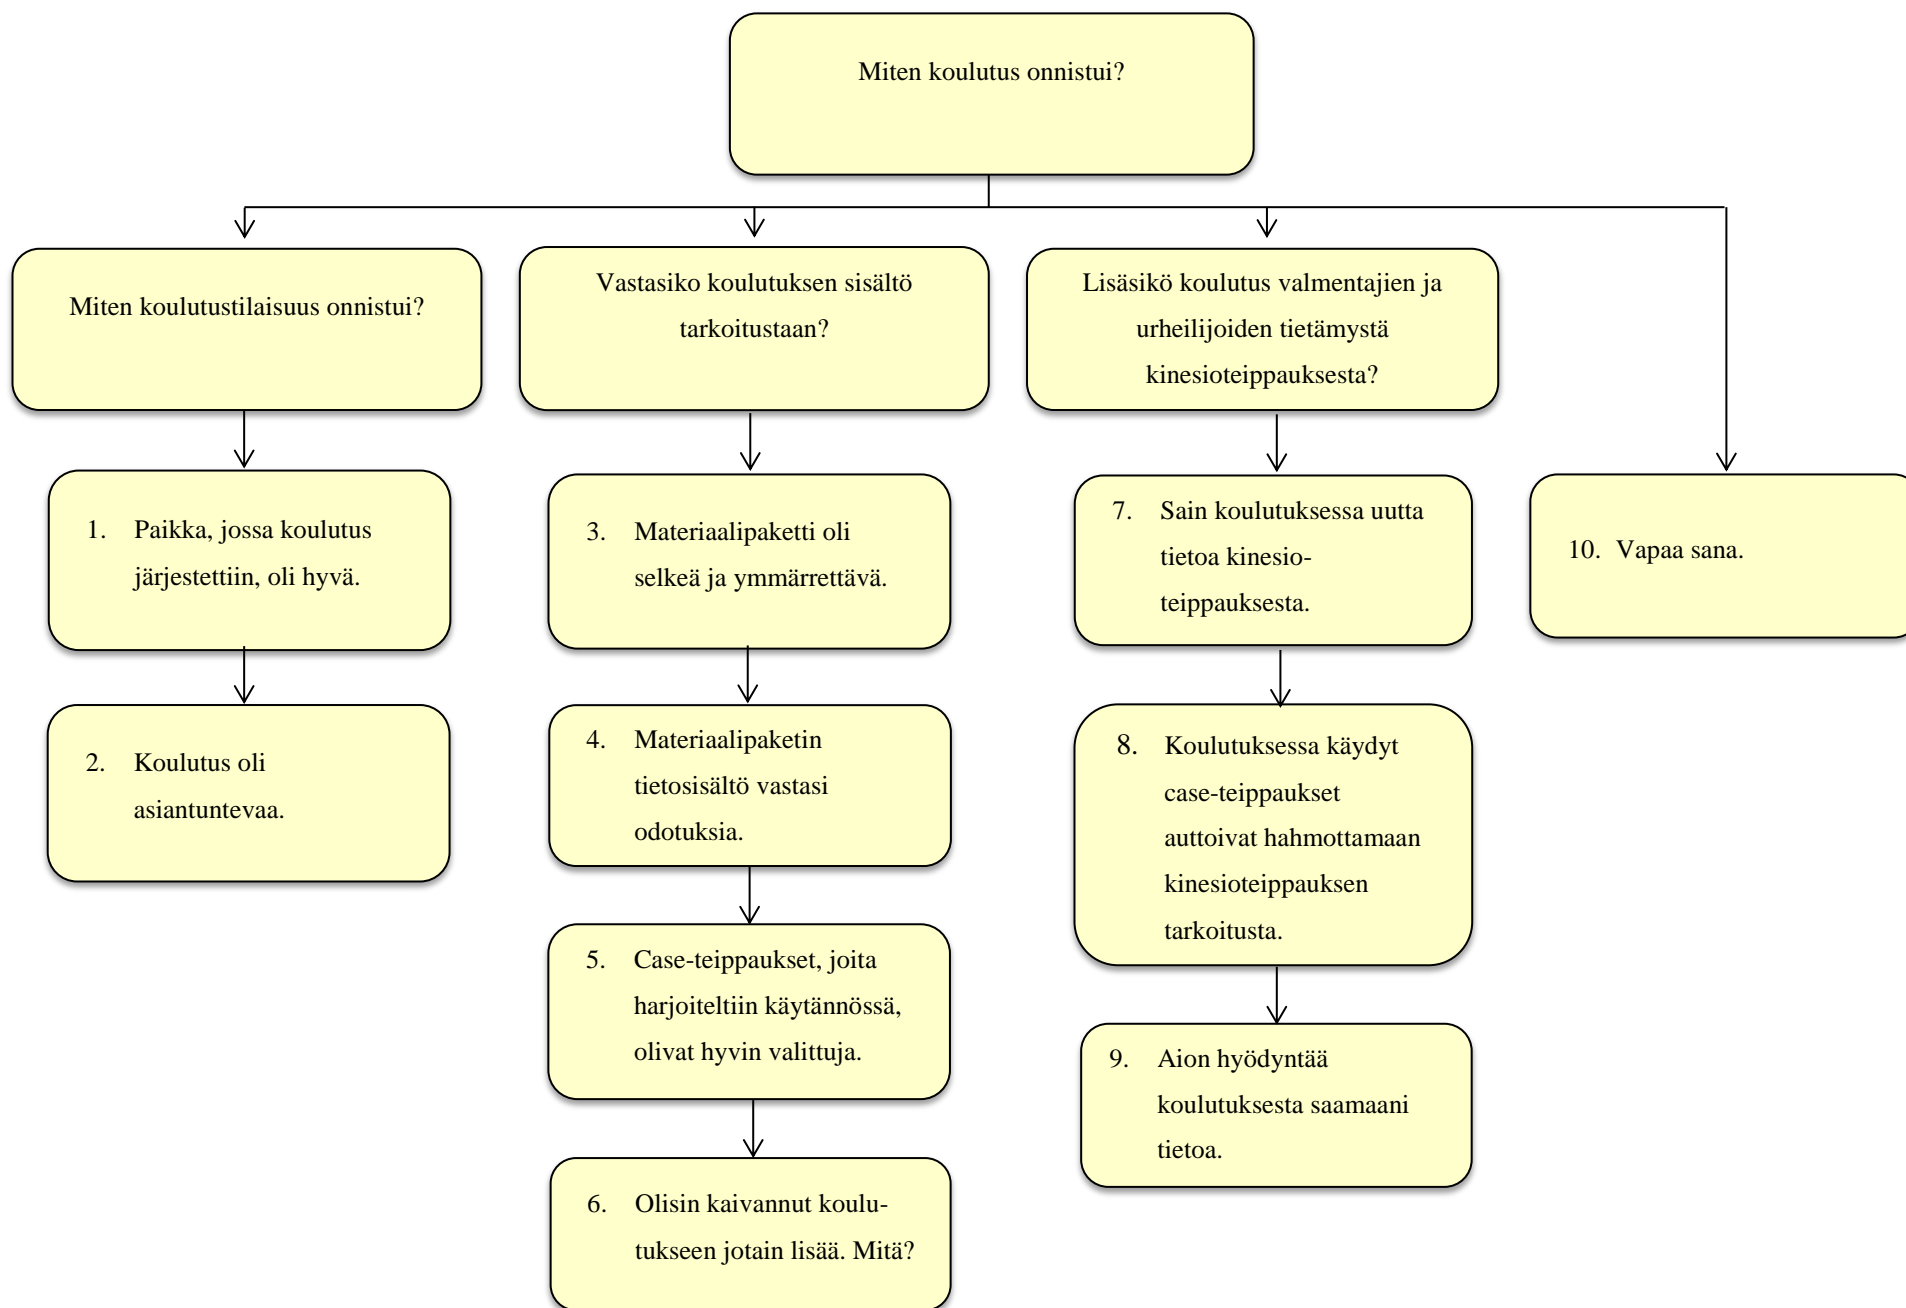 Miten koulutus onnistui?
Miten koulutustilaisuus onnistui?
Vastasiko koulutuksen sisältö
tarkoitustaan?
Lisäsikö koulutus valmentajien ja
urheilijoiden tietämystä
kinesioteippauksesta?
1. Paikka, jossa koulutus
järjestettiin, oli hyvä.
2. Koulutus oli
asiantuntevaa.
3. Materiaalipaketti oli
selkeä ja ymmärrettävä.
4. Materiaalipaketin
tietosisältö vastasi
odotuksia.
5. Case-teippaukset, joita
harjoiteltiin käytännössä,
olivat hyvin valittuja.
6. Olisin kaivannut koulu-
tukseen jotain lisää. Mitä?
7. Sain koulutuksessa uutta
tietoa kinesio-
teippauksesta.
8. Koulutuksessa käydyt
case-teippaukset
auttoivat hahmottamaan
kinesioteippauksen
tarkoitusta.
9. Aion hyödyntää
koulutuksesta saamaani
tietoa.
10. Vapaa sana.